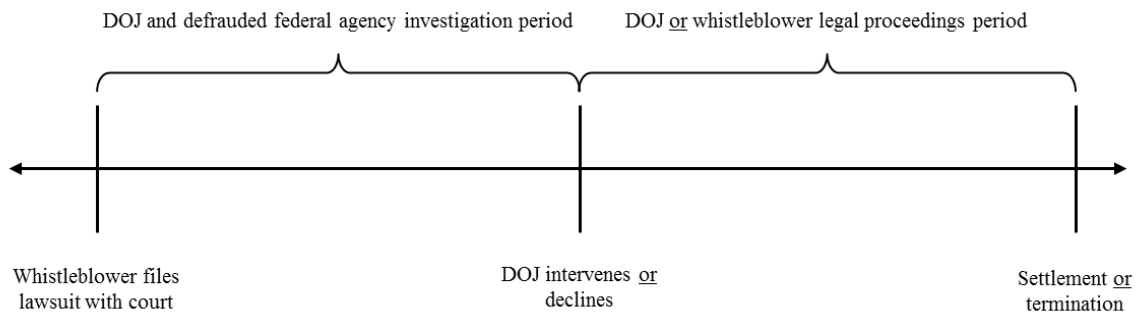 DOJ and defrauded federal agency investigation period
DOJ or whistleblower legal proceedings period
Whistleblower files
lawsuit with court
DOJ intervenes or
declines
Settlement or
termination